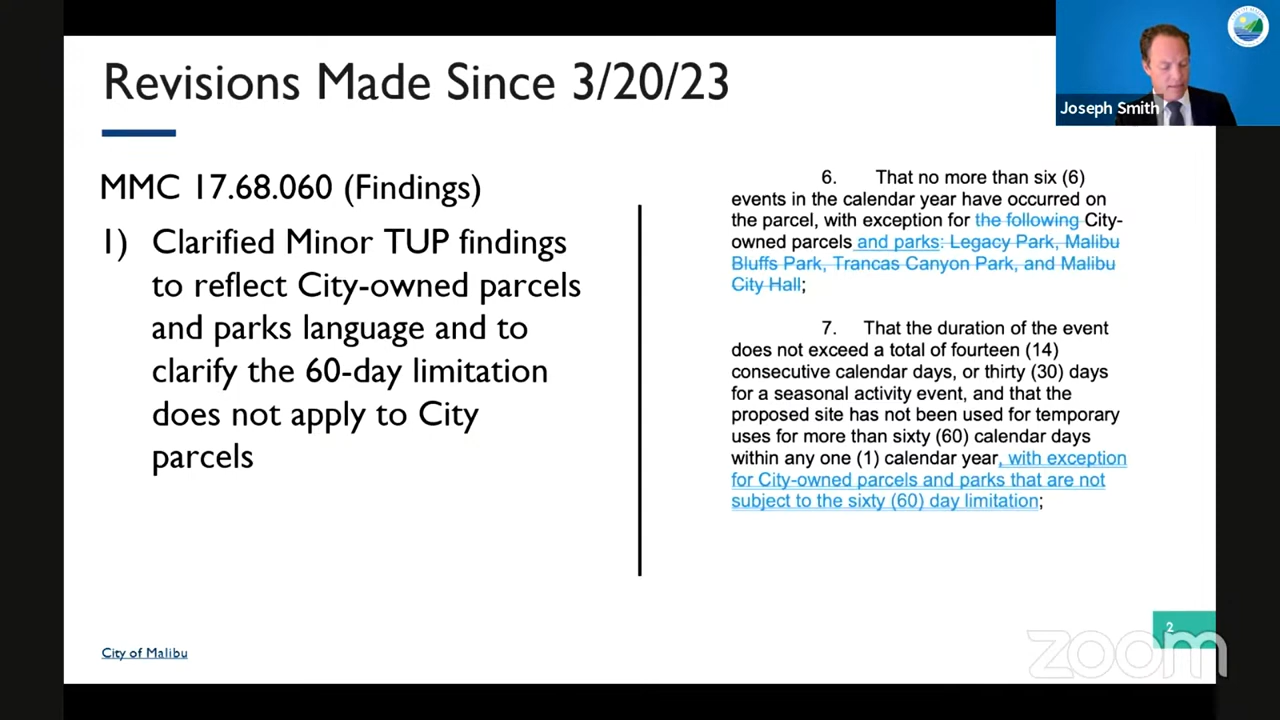 Revisions Made Since 3/20/23
Joseph Smith
MMC 17.68.060 (Findings)
1) Clarified Minor TUP findings
to reflect City-owned parcels
and parks language and to
clarify the 60-day limitation
does not apply to City
parcels
6. That no more than six (6)
events in the calendar year have occurred on
the parcel, with exception for the following City-
owned parcels and parks: Legacy Park, Malibu
Bluffs Park, Trancas Canyon Park, and Malibu
City Hall;
7. That the duration of the event
does not exceed a total of fourteen (14)
consecutive calendar days, or thirty (30) days
for a seasonal activity event, and that the
proposed site has not been used for temporary
uses for more than sixty (60) calendar days
within any one (1) calendar year, with exception
for City-owned parcels and parks that are not
subject to the sixty (60) day limitation;
City of Malibu
2
zoom